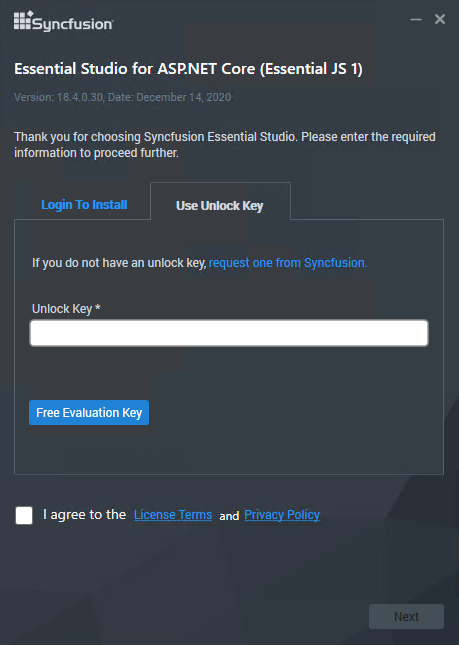 Syncfusion®
Essential Studio for ASP.NET Core (Essential JS 1)
Version: 18.4.0.30, Date: December 14, 2020
Thank you for choosing Syncfusion Essential Studio. Please enter the required
information to proceed further.
Login To Install
Use Unlock Key
If you do not have an unlock key, request one from Syncfusion.
Unlock Key *
Free Evaluation Key
I agree to the License Terms and Privacy Policy
Next